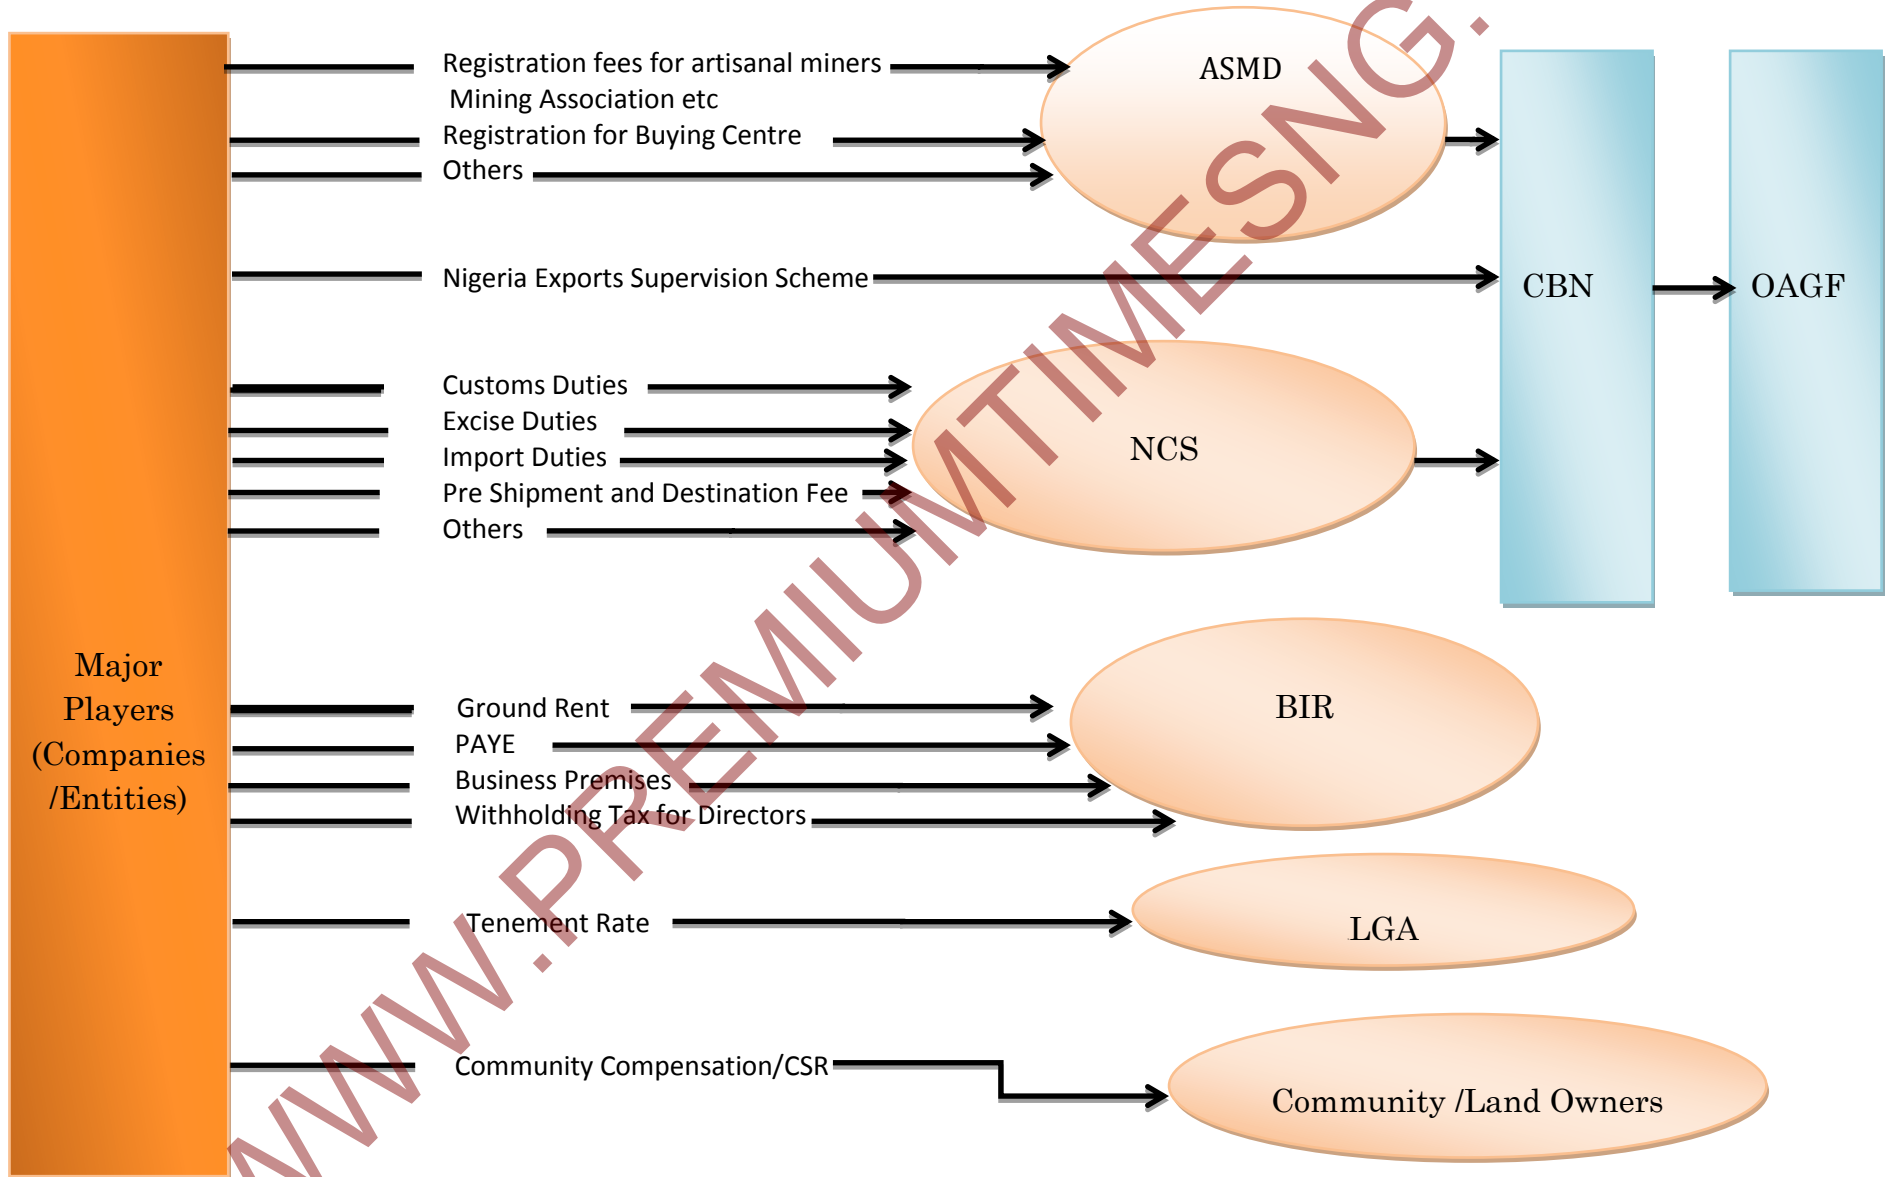 Registration fees for artisanal miners
Mining Association etc
Registration for Buying Centre
Others
ASMD
Nigeria Exports Supervision Scheme
CBN
OAGF
Customs Duties
Excise Duties
Import Duties
Pre Shipment and Destination Fee
Others
NCS
Major
Players
(Companies
/Entities)
Ground Rent
PAYE
Business Premises
Withholding Tax for Directors
BIR
Tenement Rate
LGA
Community Compensation/CSR
Community /Land Owners
WWW.PREMIUMTIMESNG.